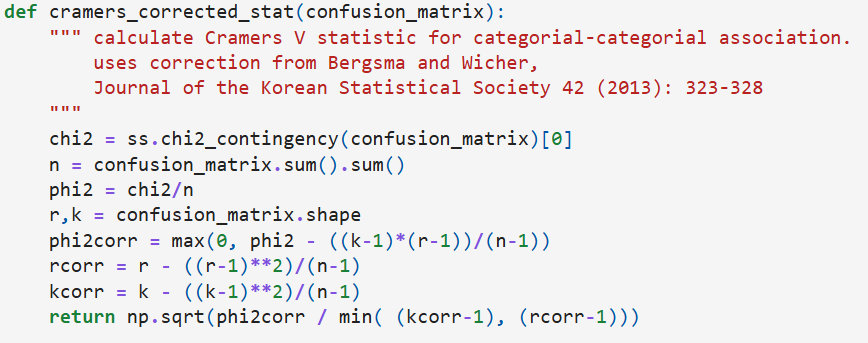 def cramers_corrected_stat(confusion_matrix):
    """ calculate Cramers V statistic for categorial-categorial association.
        uses correction from Bergsma and Wicher,
        Journal of the Korean Statistical Society 42 (2013): 323-328
    """
    chi2 = ss.chi2_contingency(confusion_matrix)[0]
    n = confusion_matrix.sum().sum()
    phi2 = chi2/n
    r,k = confusion_matrix.shape
    phi2corr = max(0, phi2 - ((k-1)*(r-1))/(n-1))
    rcorr = r - ((r-1)**2)/(n-1)
    kcorr = k - ((k-1)**2)/(n-1)
    return np.sqrt(phi2corr / min( (kcorr-1), (rcorr-1)))